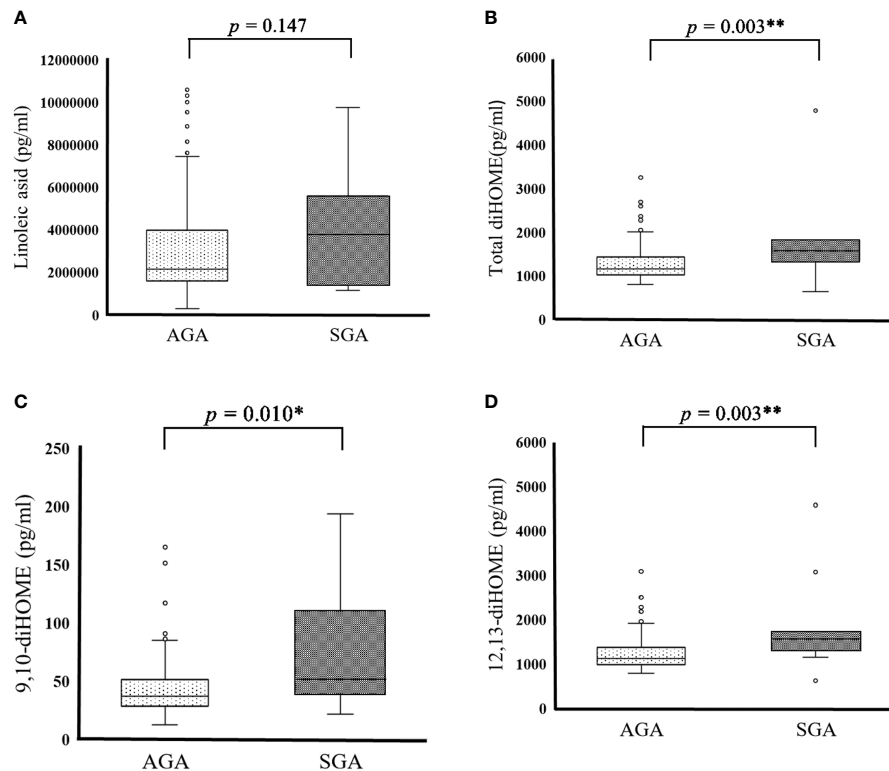 A
p = 0.147
Linoleic asid (pg/ml)
12000000
10000000
8000000
6000000
4000000
2000000
0
AGA SGA
B
p = 0.003**
Total diHOME(pg/ml)
6000
5000
4000
3000
2000
1000
0
AGA SGA
C
p = 0.010*
9,10-diHOME (pg/ml)
250
200
150
100
50
0
AGA SGA
D
p = 0.003**
12,13-diHOME (pg/ml)
6000
5000
4000
3000
2000
1000
0
AGA SGA